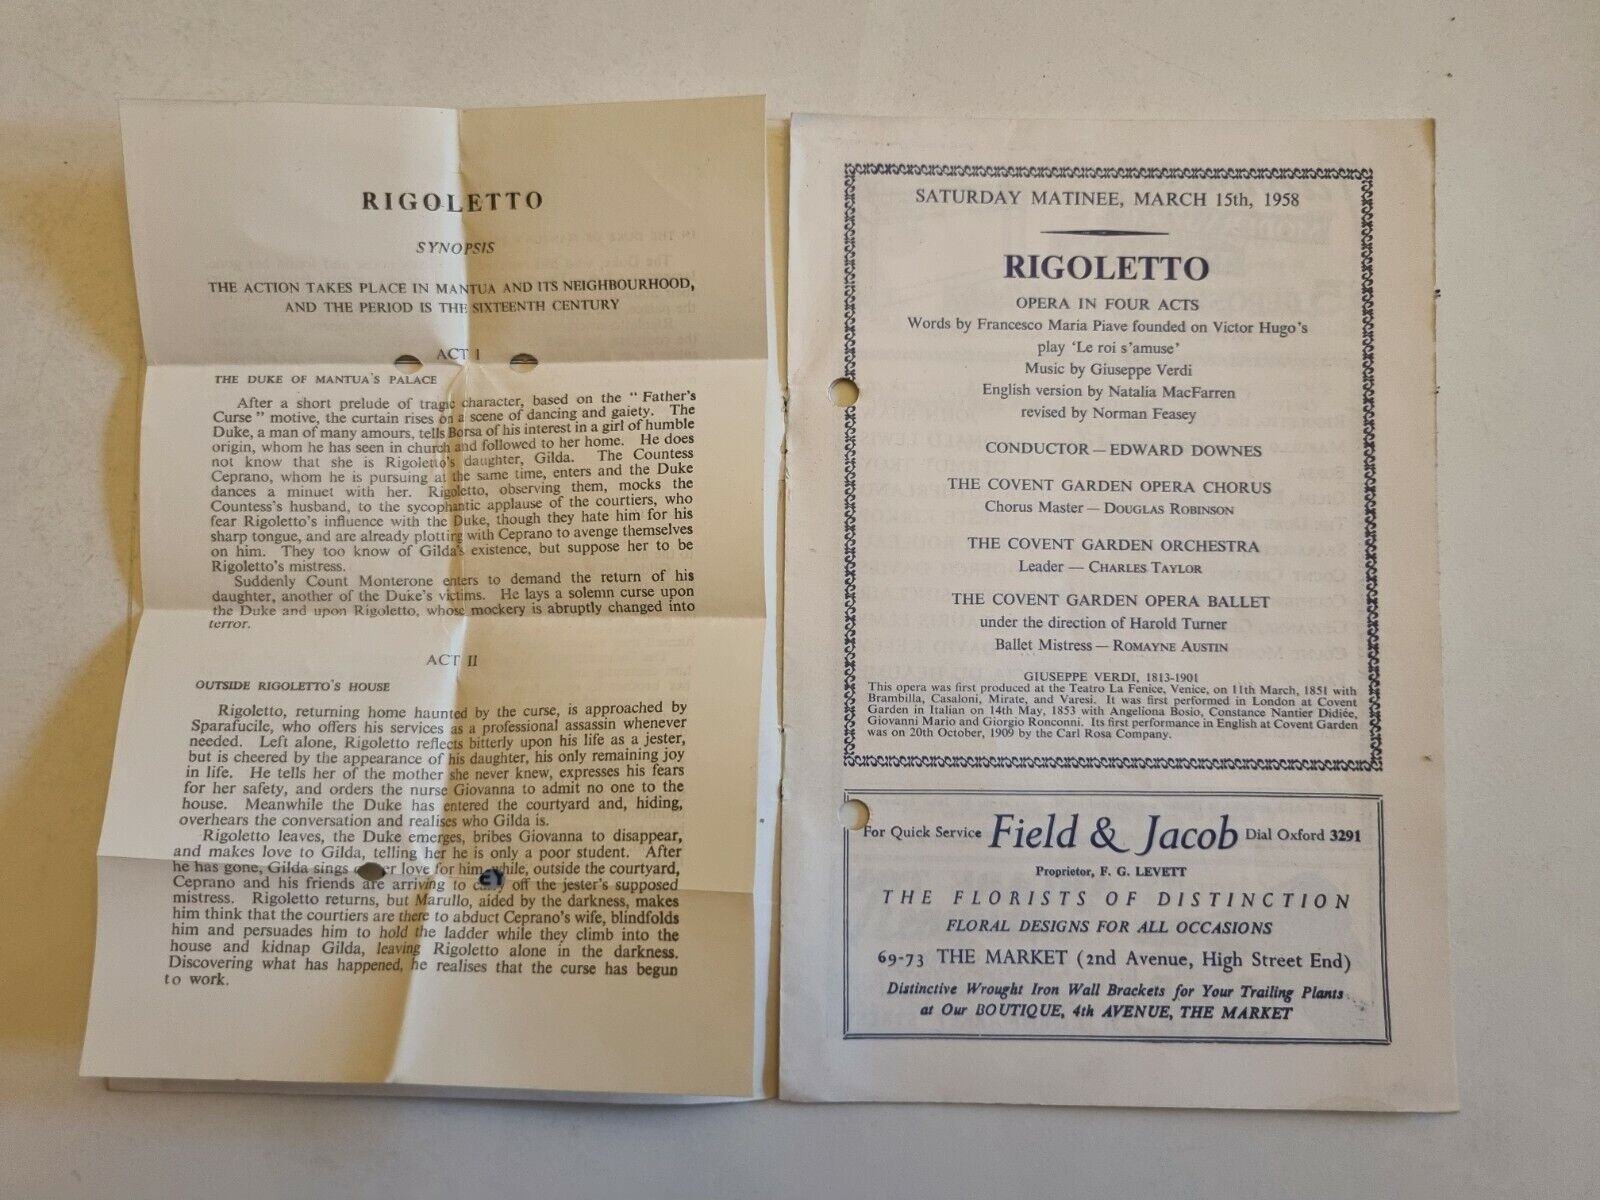 RIGOLETTO
SYNOPSIS
THE ACTION TAKES PLACE IN MANTUA AND ITS NEIGHBOURHOOD,
AND THE PERIOD IS THE SIXTEENTH CENTURY
ACT I
THE DUKE OF MANTUA'S PALACE
After a short prelude of tragic character, based on the "Father's
Curse" motive, the curtain rises on a scene of dancing and gaiety. The
Duke, a man of many amours, tells Borsa of his interest in a girl of humble
origin, whom he has seen in church and followed to her home. He does
not know that she is Rigoletto's daughter, Gilda. The Countess
Ceprano, whom he is pursuing at the same time, enters and the Duke
dances a minuet with her. Rigoletto, observing them, mocks the
Countess's husband, to the sycophantic applause of the courtiers, who
fear Rigoletto's influence with the Duke, though they hate him for his
sharp tongue, and are already plotting with Ceprano to avenge themselves
on him. They too know of Gilda's existence, but suppose her to be
Rigoletto's mistress.
Suddenly Count Monterone enters to demand the return of his
daughter, another of the Duke's victims. He lays a solemn curse upon
the Duke and upon Rigoletto, whose mockery is abruptly changed into
terror.
ACT II
OUTSIDE RIGOLETTO'S HOUSE
Rigoletto, returning home haunted by the curse, is approached by
Sparafucile, who offers his services as a professional assassin whenever
needed. Left alone, Rigoletto reflects bitterly upon his life as a jester,
but is cheered by the appearance of his daughter, his only remaining joy
in life. He tells her of the mother she never knew, expresses his fears
for her safety, and orders the nurse Giovanna to admit no one to the
house. Meanwhile the Duke has entered the courtyard and, hiding,
overhears the conversation and realises who Gilda is.
Rigoletto leaves, the Duke emerges, bribes Giovanna to disappear,
and makes love to Gilda, telling her he is only a poor student. After
he has gone, Gilda sings er love for him while, outside the courtyard,
Ceprano and his friends are arriving to carry off the jester's supposed
mistress. Rigoletto returns, but Marullo, aided by the darkness, makes
him think that the courtiers are there to abduct Ceprano's wife, blindfolds
him and persuades him to hold the ladder while they climb into the
house and kidnap Gilda, leaving Rigoletto alone in the darkness.
Discovering what has happened, he realises that the curse has begun
to work.
SATURDAY MATINEE, MARCH 15th, 1958
RIGOLETTO
OPERA IN FOUR ACTS
Words by Francesco Maria Piave founded on Victor Hugo's
play 'Le roi s'amuse'
Music by Giuseppe Verdi
English version by Natalia MacFarren
revised by Norman Feasey
CONDUCTOR — EDWARD DOWNES
THE COVENT GARDEN OPERA CHORUS
Chorus Master — DOUGLAS ROBINSON
THE COVENT GARDEN ORCHESTRA
Leader — CHARLES TAYLOR
THE COVENT GARDEN OPERA BALLET
under the direction of Harold Turner
Ballet Mistress — ROMAYNE AUSTIN
GIUSEPPE VERDI, 1813-1901
This opera was first produced at the Teatro La Fenice, Venice, on 11th March, 1851 with
Brambilla, Casaloni, Mirate, and Varesi. It was first performed in London at Covent
Garden in Italian on 14th May, 1853 with Angeliona Bosio, Constance Nantier Didiée,
Giovanni Mario and Giorgio Ronconni. Its first performance in English at Covent Garden
was on 20th October, 1909 by the Carl Rosa Company.
For Quick Service Field & Jacob Dial Oxford 3291
Proprietor, F. G. LEVETT
THE FLORISTS OF DISTINCTION
FLORAL DESIGNS FOR ALL OCCASIONS
69-73 THE MARKET (2nd Avenue, High Street End)
Distinctive Wrought Iron Wall Brackets for Your Trailing Plants
at Our BOUTIQUE, 4th AVENUE, THE MARKET